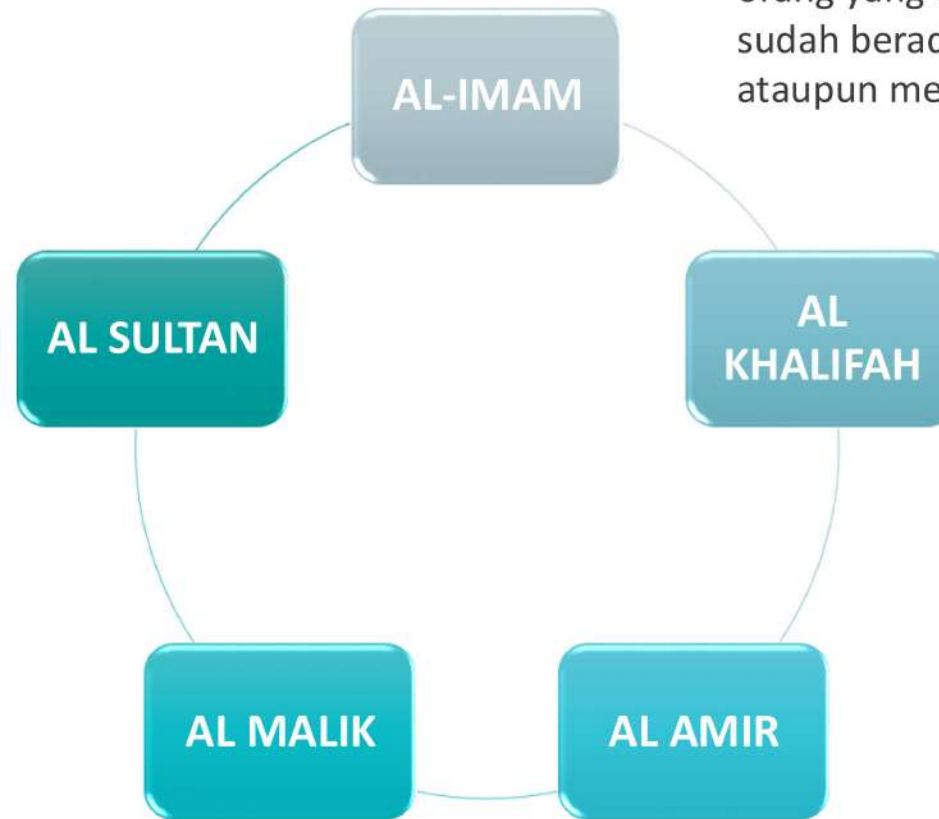 sudah
ataupun
AL-IMAM
AL SULTAN
AL
KHALIFAH
AL MALIK
AL AMIR